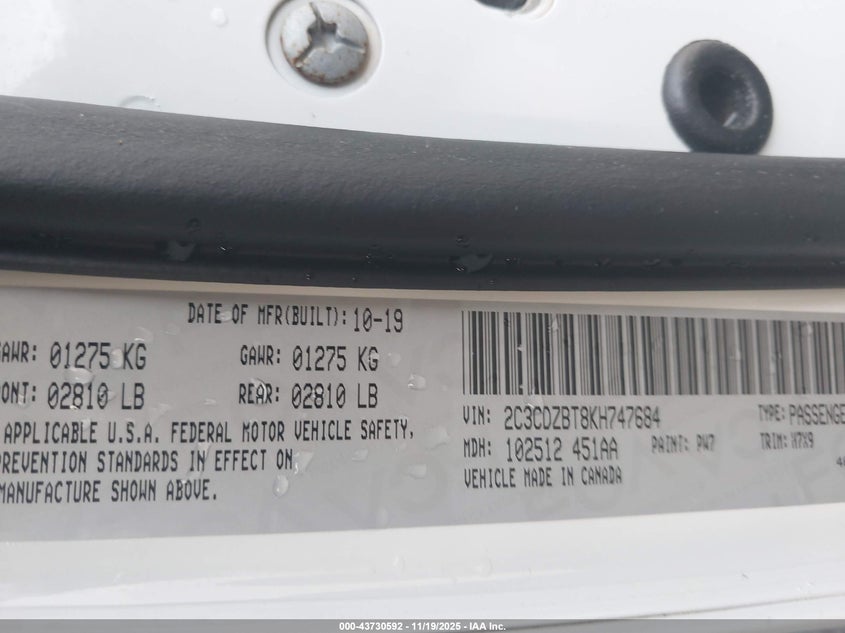 DATE OF MFR(BUILT): 10-19
GAWR: 01275 KG GAWR: 01275 KG
ONT: 02810 LB REAR: 02810 LB
APPLICABLE U.S.A. FEDERAL MOTOR VEHICLE SAFETY,
PREVENTION STANDARDS IN EFFECT ON
MANUFACTURE SHOWN ABOVE.
VIN: 2C3CDZBT8KH747684 TYPE: PASSENGE
MDH: 102512 451AA PAINT: PW7 TRIM: H7X9
VEHICLE MADE IN CANADA
000-43730592 - 11/19/2025 - IAA Inc.